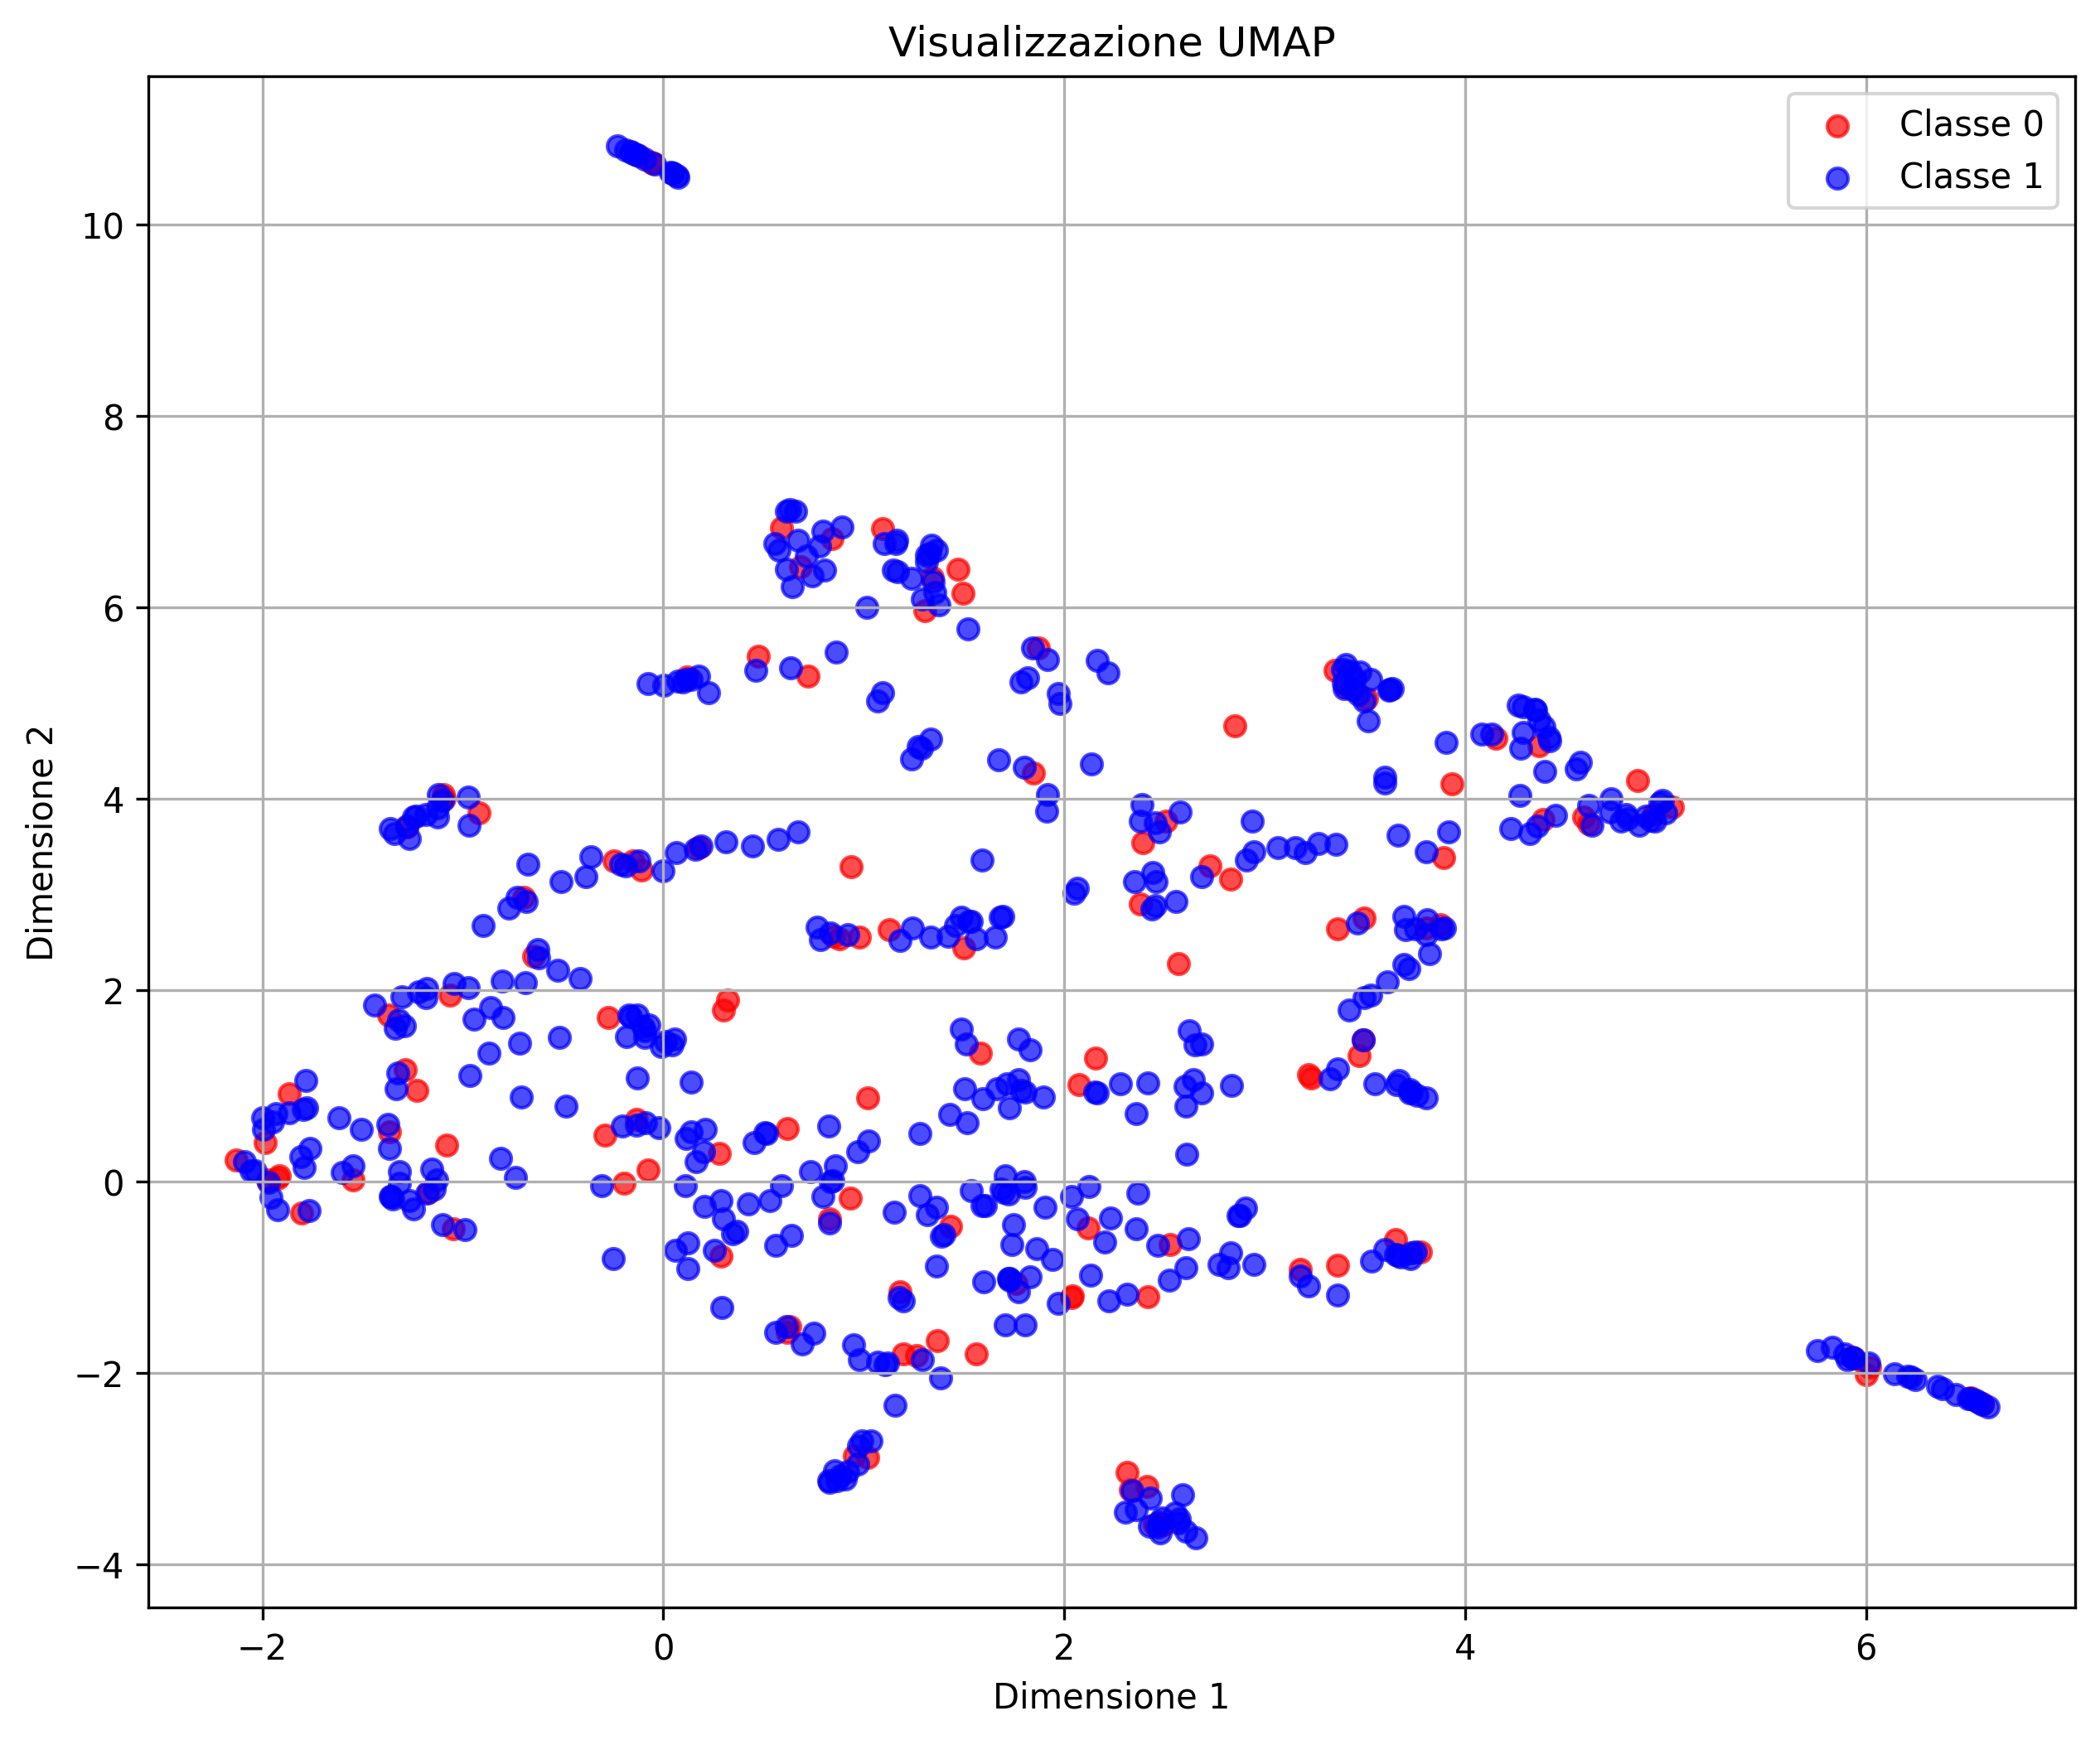 Visualizzazione UMAP
Classe 0
Classe 1
10
8
6
4
2
0
−2
−4
Dimensione 2
−2
0
2
4
6
Dimensione 1